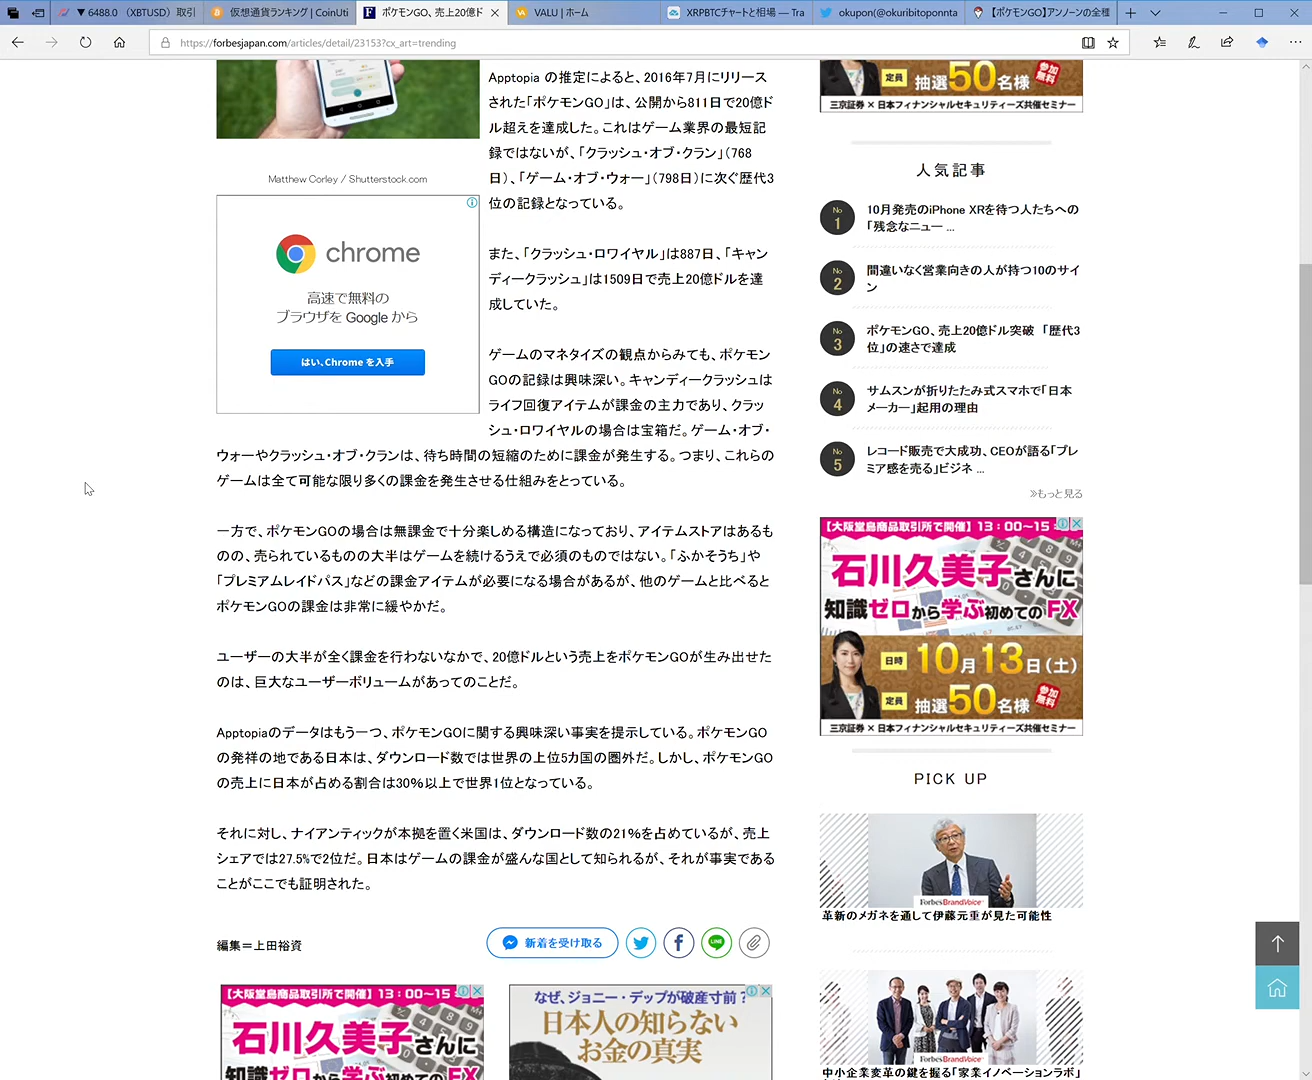 ▼ 6488.0 （XBTUSD）取引
仮想通貨ランキング | CoinUti
ポケモンGO、売上20億ド
VALU | ホーム
XRPBTCチャートと相場 — Tra
okupon(@okuribitoponnta
【ポケモンGO】アンノーンの全種
https://forbesjapan.com/articles/detail/23153?cx_art=trending
Matthew Corley / Shutterstock.com
chrome
高速で無料の
ブラウザを Google から
はい、Chrome を入手
Apptopia の推定によると、2016年7月にリリース
された「ポケモンGO」は、公開から811日で20億ド
ル超えを達成した。これはゲーム業界の最短記
録ではないが、「クラッシュ・オブ・クラン」（768
日）、「ゲーム・オブ・ウォー」（798日）に次ぐ歴代3
位の記録となっている。
また、「クラッシュ・ロワイヤル」は887日、「キャン
ディークラッシュ」は1509日で売上20億ドルを達
成していた。
ゲームのマネタイズの観点からみても、ポケモン
GOの記録は興味深い。キャンディークラッシュは
ライフ回復アイテムが課金の主力であり、クラッ
シュ・ロワイヤルの場合は宝箱だ。ゲーム・オブ・
ウォーやクラッシュ・オブ・クランは、待ち時間の短縮のために課金が発生する。つまり、これらの
ゲームは全て可能な限り多くの課金を発生させる仕組みをとっている。
一方で、ポケモンGOの場合は無課金で十分楽しめる構造になっており、アイテムストアはあるも
のの、売られているものの大半はゲームを続けるうえで必須のものではない。「ふかそうち」や
「プレミアムレイドパス」などの課金アイテムが必要になる場合があるが、他のゲームと比べると
ポケモンGOの課金は非常に緩やかだ。
ユーザーの大半が全く課金を行わないなかで、20億ドルという売上をポケモンGOが生み出せた
のは、巨大なユーザーボリュームがあってのことだ。
Apptopiaのデータはもう一つ、ポケモンGOに関する興味深い事実を提示している。ポケモンGO
の発祥の地である日本は、ダウンロード数では世界の上位5カ国の圏外だ。しかし、ポケモンGO
の売上に日本が占める割合は30％以上で世界1位となっている。
それに対し、ナイアンティックが本拠を置く米国は、ダウンロード数の21％を占めているが、売上
シェアでは27.5％で2位だ。日本はゲームの課金が盛んな国として知られるが、それが事実である
ことがここでも証明された。
編集＝上田裕資
新着を受け取る
LINE
【大阪堂島商品取引所で開催】 13：00～15：
石川久美子さんに
知識ゼロから学ぶ初めてのFX
なぜ、ジョニー・デップが破産寸前？
日本人の知らない
お金の真実
定員 抽選50名様 参加無料
三京証券 × 日本フィナンシャルセキュリティーズ共催セミナー
人気記事
No 1 10月発売のiPhone XRを待つ人たちへの
「残念なニュー ...
No 2 間違いなく営業向きの人が持つ10のサイ
ン
No 3 ポケモンGO、売上20億ドル突破 「歴代3
位」の速さで達成
No 4 サムスンが折りたたみ式スマホで「日本
メーカー」起用の理由
No 5 レコード販売で大成功、CEOが語る「プレ
ミア感を売る」ビジネ ...
≫もっと見る
【大阪堂島商品取引所で開催】 13：00～15：
石川久美子さんに
知識ゼロから学ぶ初めてのFX
日時 10月13日（土）
定員 抽選50名様 参加無料
三京証券 × 日本フィナンシャルセキュリティーズ共催セミナー
PICK UP
ForbesBrandVoice
革新のメガネを通して伊藤元重が見た可能性
ForbesBrandVoice
中小企業変革の鍵を握る「家業イノベーションラボ」